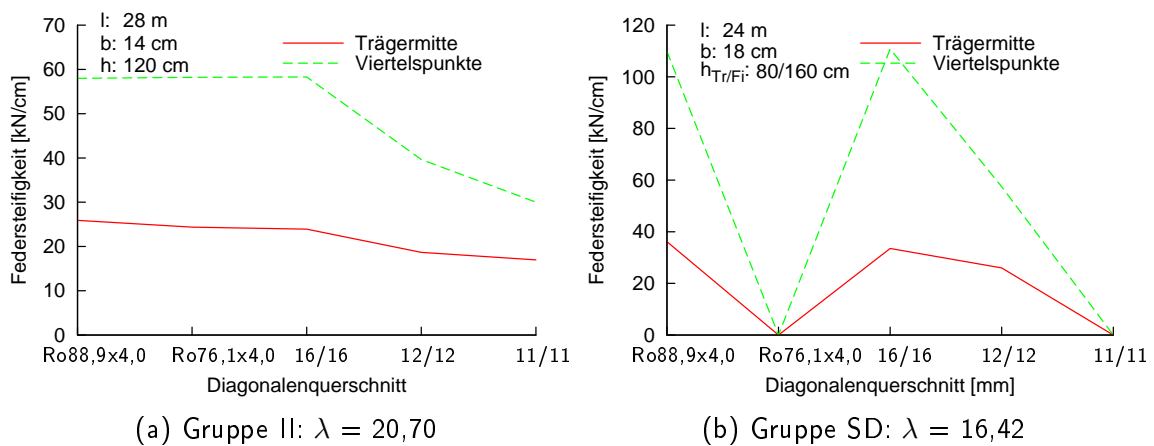 70
60
50
40
30
20
10
0
Federsteifigkeit [kN/cm]
l: 28 m
b: 14 cm
h: 120 cm
Trägermitte
Viertelspunkte
Ro88,9x4,0 Ro76,1x4,0 16/16 12/12 11/11
Diagonalenquerschnitt
(a) Gruppe II: λ = 20,70
120
100
80
60
40
20
0
Federsteifigkeit [kN/cm]
l: 24 m
b: 18 cm
hTr/Fi: 80/160 cm
Trägermitte
Viertelspunkte
Ro88,9x4,0 Ro76,1x4,0 16/16 12/12 11/11
Diagonalenquerschnitt [mm]
(b) Gruppe SD: λ = 16,42